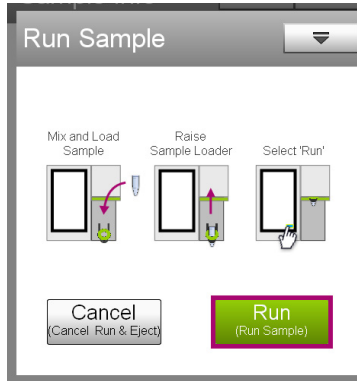 Run Sample
Mix and Load
Sample
Raise
Sample Loader
Select 'Run'
Cancel
(Cancel Run & Eject)
Run
(Run Sample)